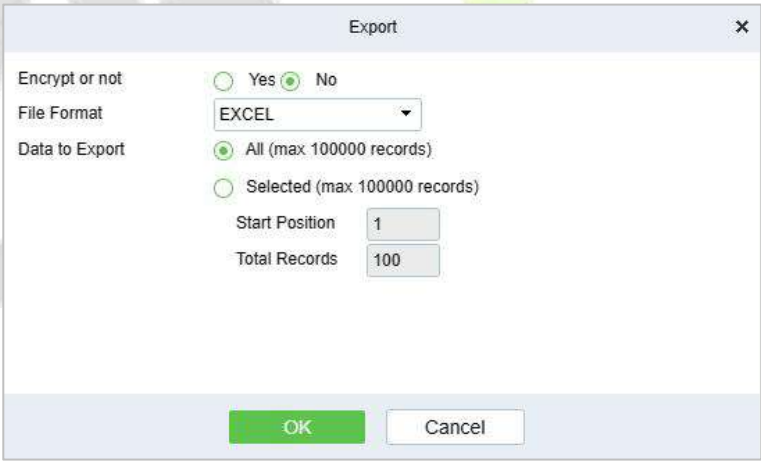 Export
Encrypt or not Yes No
File Format EXCEL
Data to Export All (max 100000 records)
Selected (max 100000 records)
Start Position 1
Total Records 100
OK Cancel